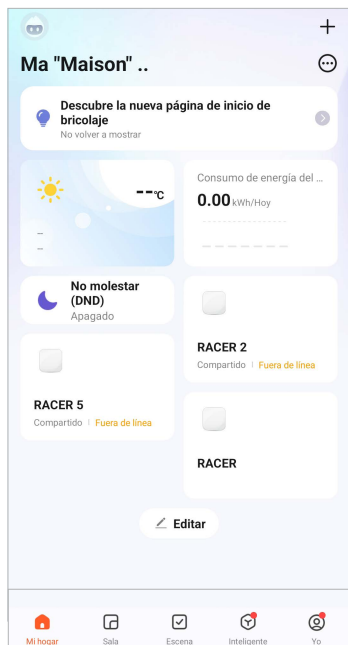 Ma "Maison" ..
Descubre la nueva página de inicio de
bricolaje
No volver a mostrar
--°C
--
--
Consumo de energía del ...
0.00 kWh/Hoy
No molestar
(DND)
Apagado
RACER 2
Compartido | Fuera de línea
RACER 5
Compartido | Fuera de línea
RACER
Editar
Mi hogar
Sala
Escena
Inteligente
Yo